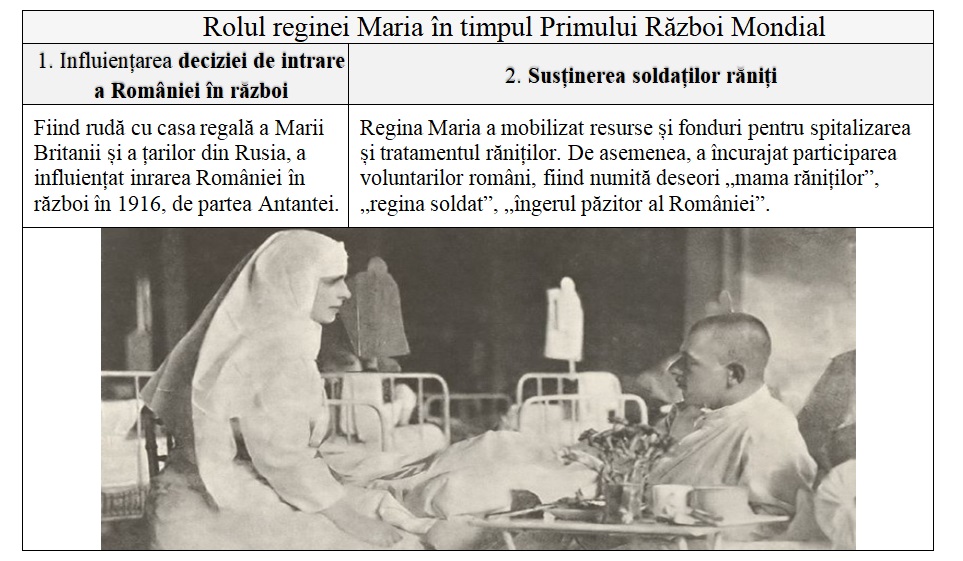 Rolul reginei Maria în timpul Primului Război Mondial
1. Influiențarea deciziei de intrare
a României în război
2. Susținerea soldaților răniți
Fiind rudă cu casa regală a Marii
Britanii și a țarilor din Rusia, a
influiențat inrarea României în
război în 1916, de partea Antantei.
Regina Maria a mobilizat resurse și fonduri pentru spitalizarea
și tratamentul răniților. De asemenea, a încurajat participarea
voluntarilor români, fiind numită deseori „mama răniților”,
„regina soldat”, „îngerul păzitor al României”.